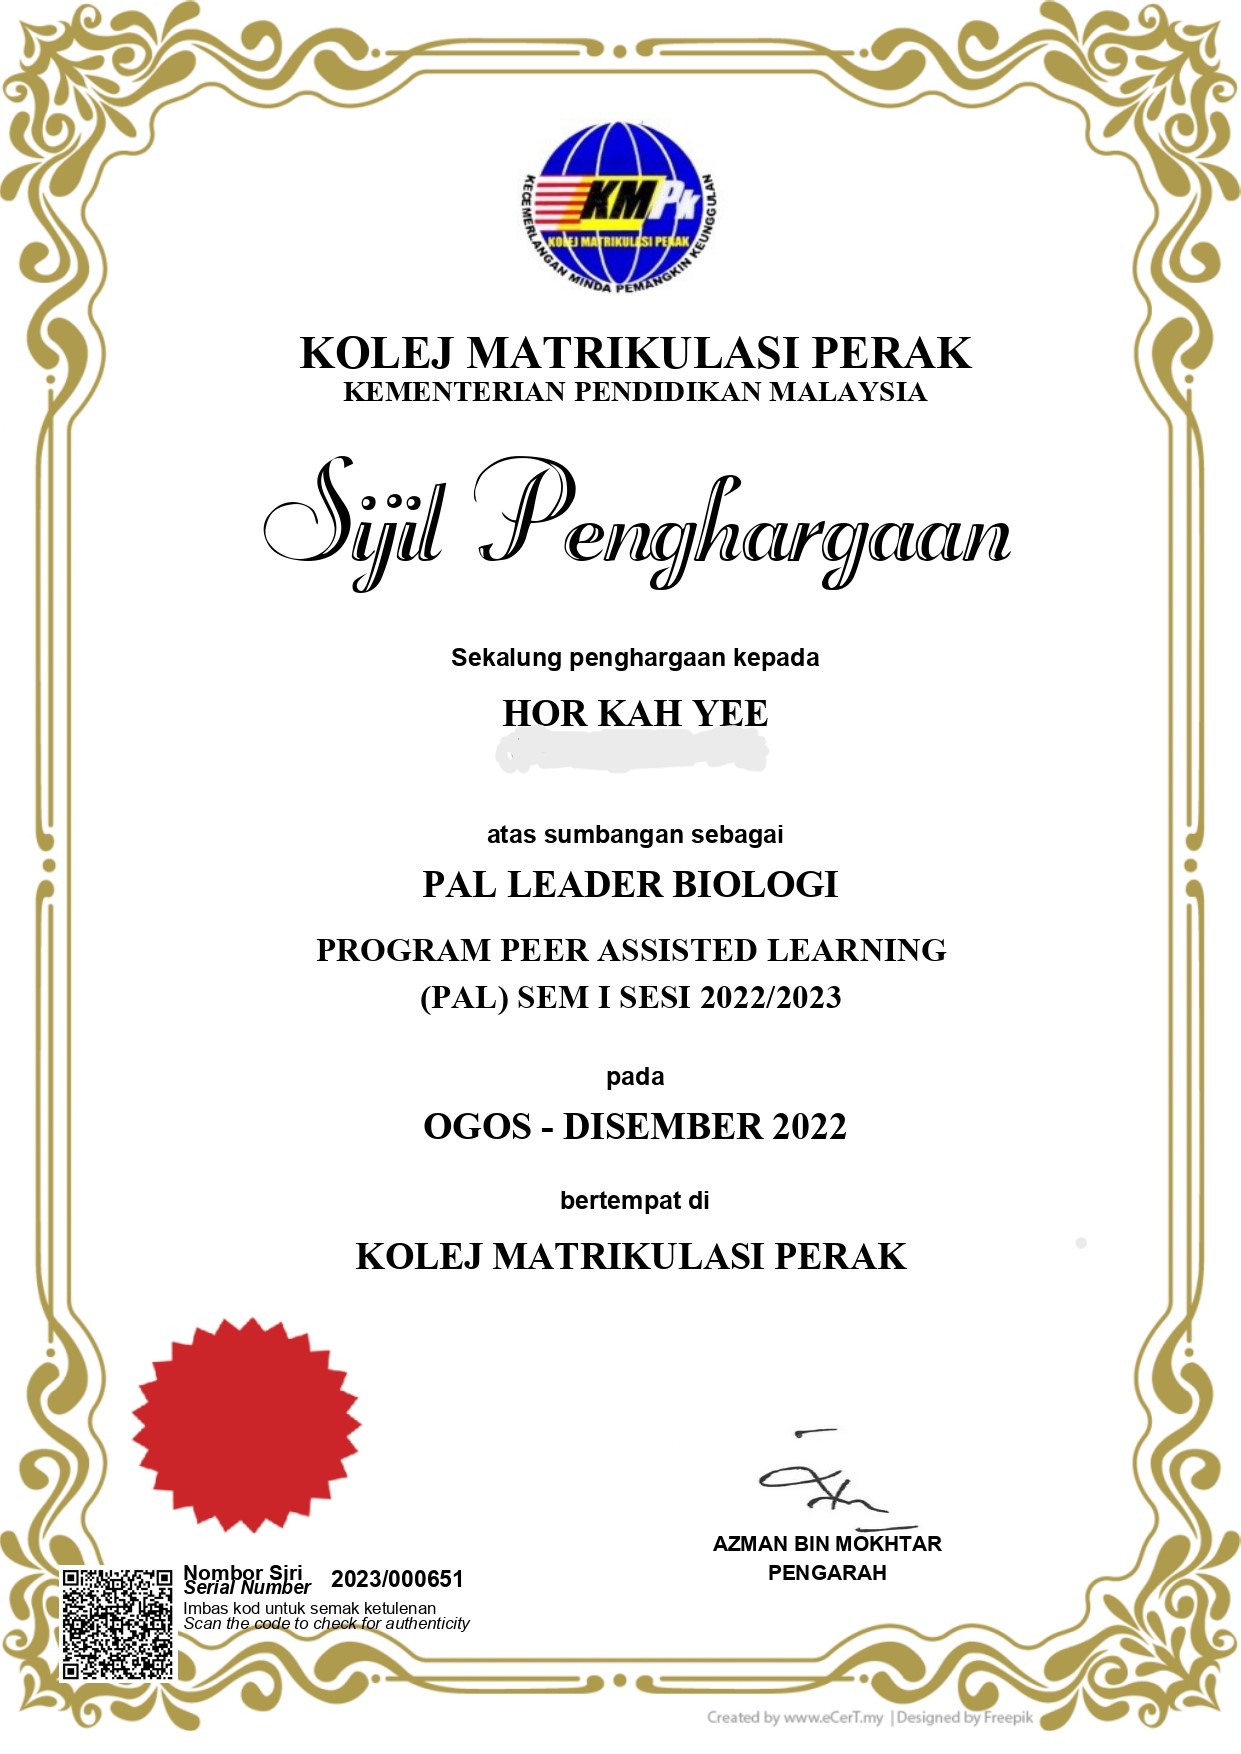 KMPk
KOLEJ MATRIKULASI PERAK
KECEMERLANGAN MINDA PEMANGKIN KEUNGGULAN
KOLEJ MATRIKULASI PERAK
KEMENTERIAN PENDIDIKAN MALAYSIA
Sijil Penghargaan
Sekalung penghargaan kepada
HOR KAH YEE
atas sumbangan sebagai
PAL LEADER BIOLOGI
PROGRAM PEER ASSISTED LEARNING
(PAL) SEM I SESI 2022/2023
pada
OGOS - DISEMBER 2022
bertempat di
KOLEJ MATRIKULASI PERAK
AZMAN BIN MOKHTAR
PENGARAH
Nombor Siri
Serial Number 2023/000651
Imbas kod untuk semak ketulenan
Scan the code to check for authenticity
Created by www.eCerT.my | Designed by Freepik